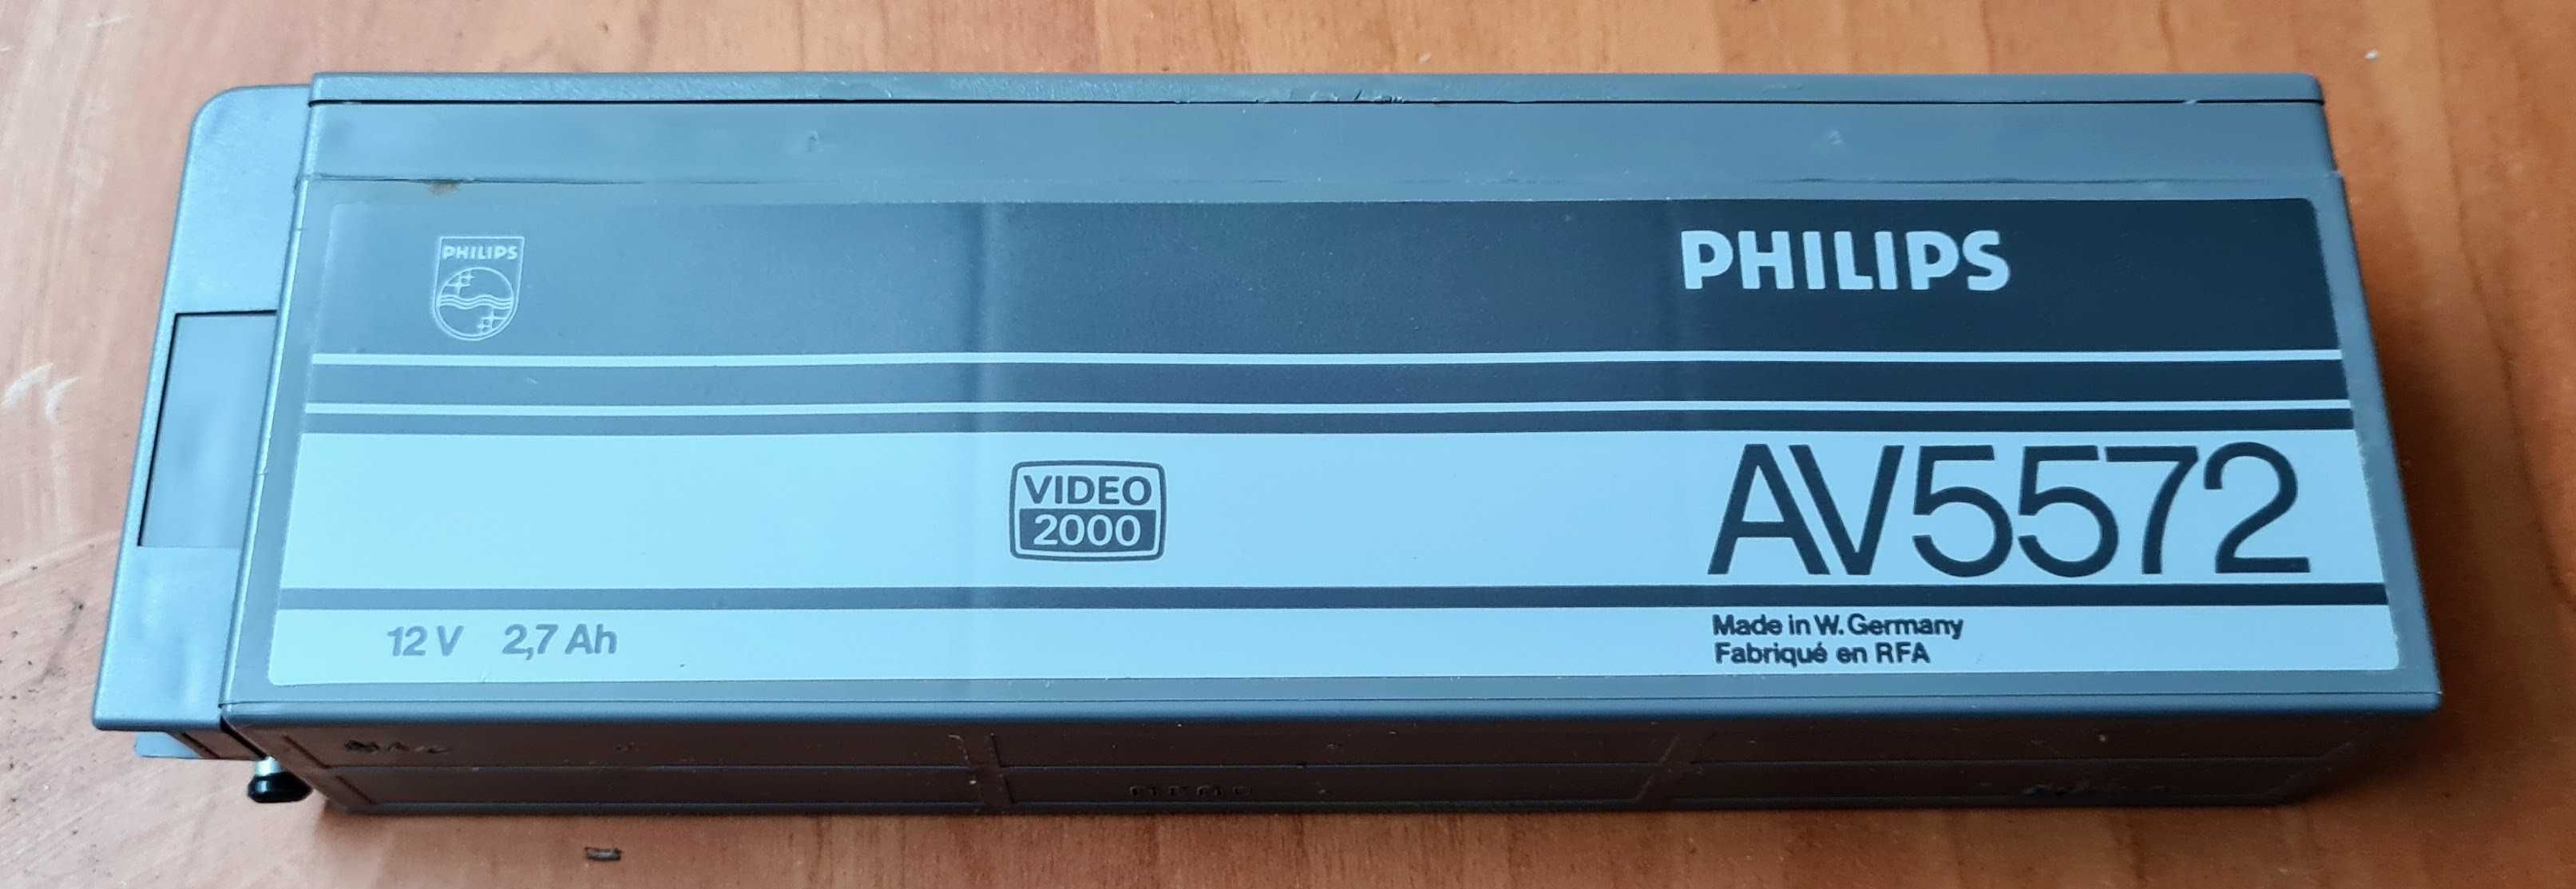 PHILIPS
PHILIPS
VIDEO
2000
AV5572
12 V 2,7 Ah
Made in W. Germany
Fabriqué en RFA